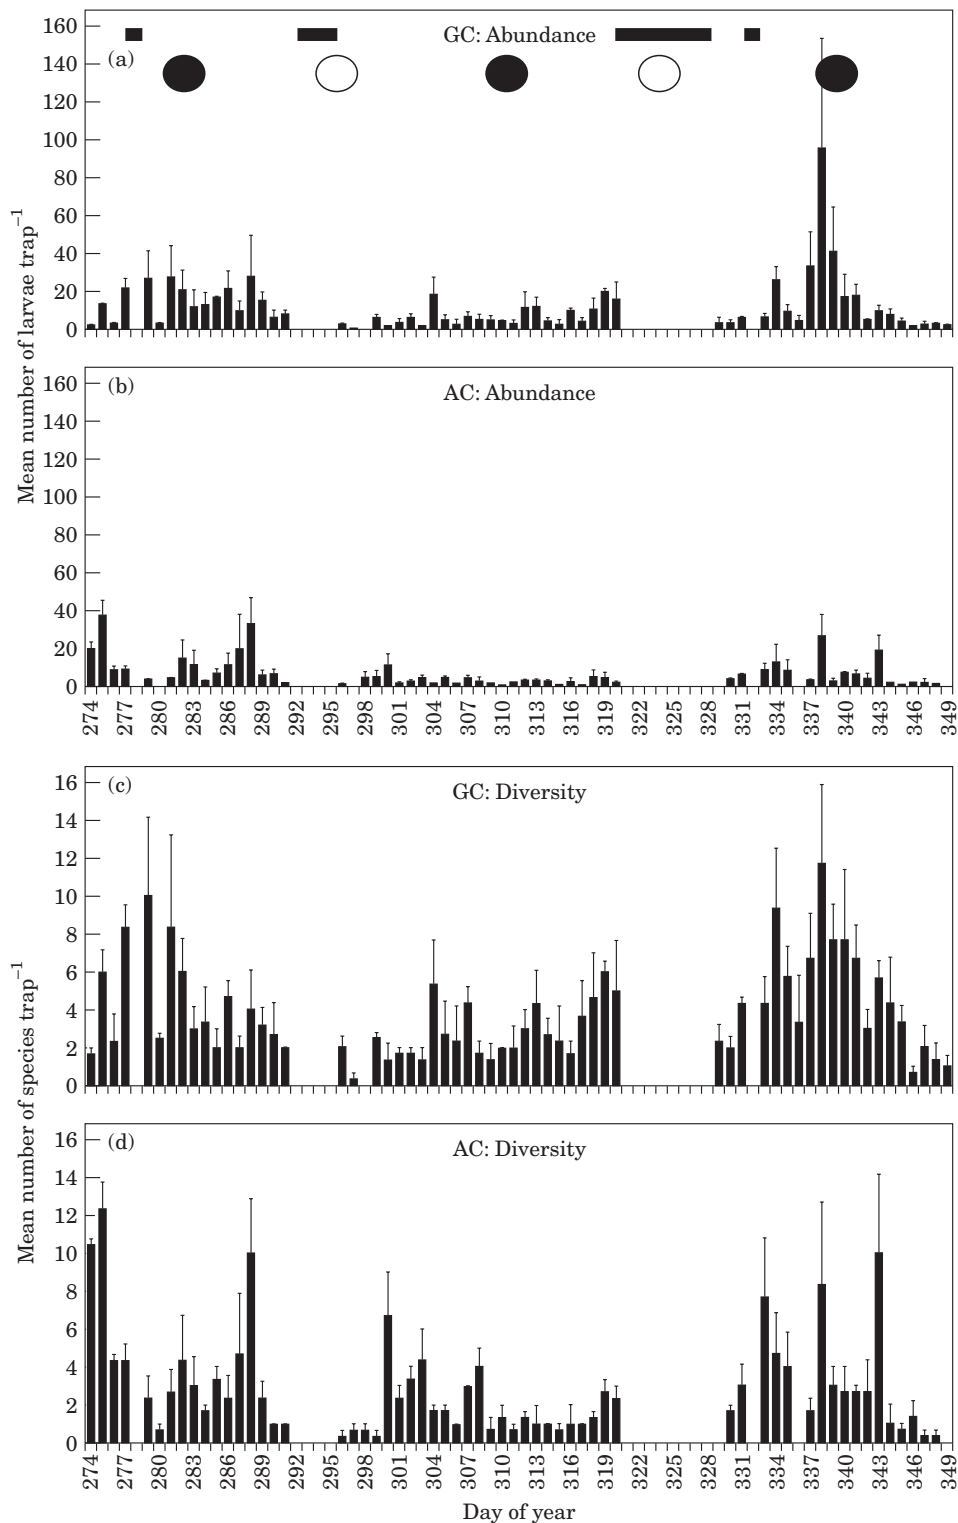 Mean number of larvae trap⁻¹
(a)
GC: Abundance
160
140
120
100
80
60
40
20
0
(b)
AC: Abundance
160
140
120
100
80
60
40
20
0
274 277 280 283 286 289 292 295 298 301 304 307 310 313 316 319 322 325 328 331 334 337 340 343 346 349
Mean number of species trap⁻¹
(c)
GC: Diversity
16
14
12
10
8
6
4
2
0
(d)
AC: Diversity
16
14
12
10
8
6
4
2
0
274 277 280 283 286 289 292 295 298 301 304 307 310 313 316 319 322 325 328 331 334 337 340 343 346 349
Day of year